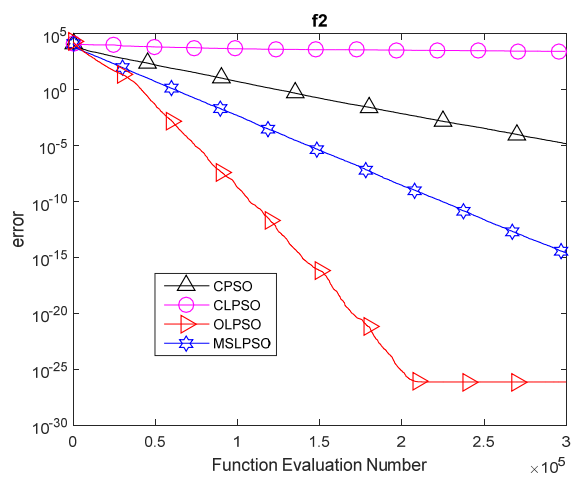 f2
10^5
10^0
10^-5
10^-10
10^-15
10^-20
10^-25
10^-30
error
CPSO
CLPSO
OLPSO
MSLPSO
0 0.5 1 1.5 2 2.5 3
Function Evaluation Number
×10^5